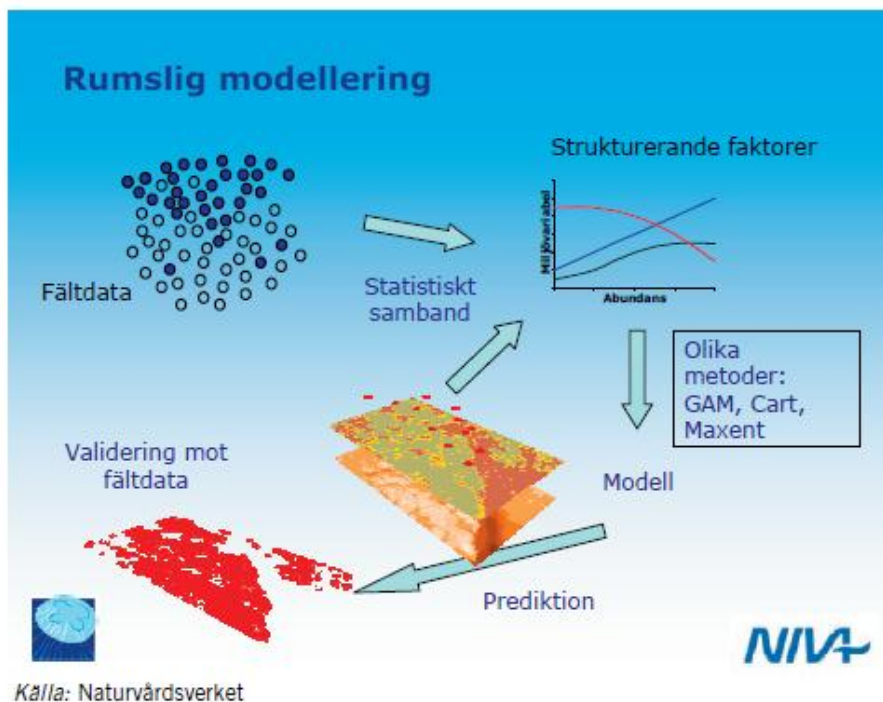 Rumslig modellering
Strukturerande faktorer
Miljövariabel
Abundans
Fältdata
Statistiskt
samband
Olika
metoder:
GAM, Cart,
Maxent
Validering mot
fältdata
Modell
Prediktion
NIVA
Källa: Naturvårdsverket